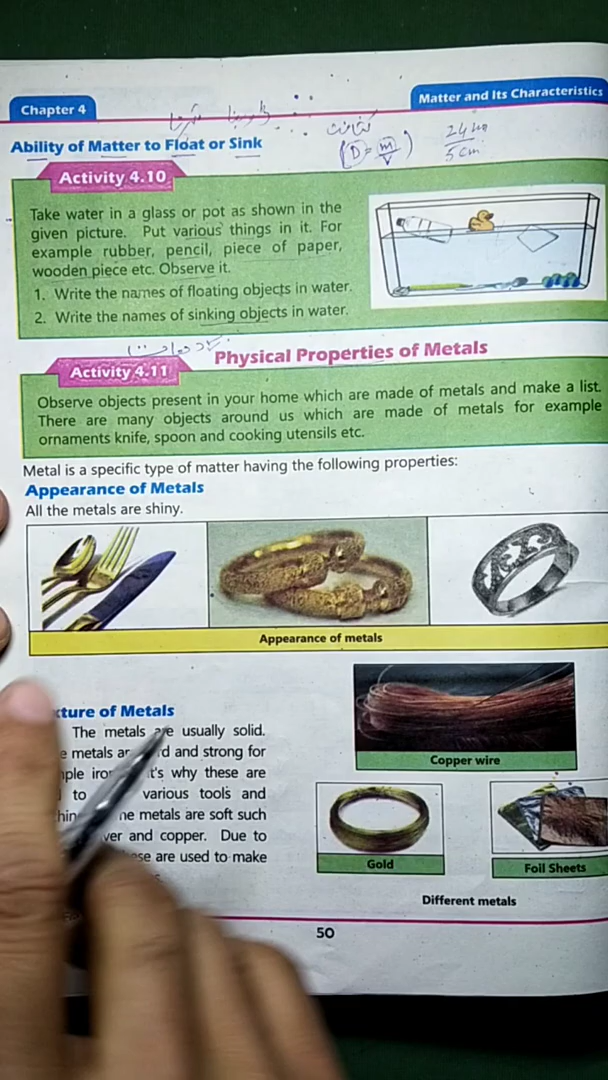 Chapter 4
Matter and Its Characteristics
Ability of Matter to Float or Sink
کثافت
(D = m/V)
24
5 cm
Activity 4.10
Take water in a glass or pot as shown in the
given picture. Put various things in it. For
example rubber, pencil, piece of paper,
wooden piece etc. Observe it.
1. Write the names of floating objects in water.
2. Write the names of sinking objects in water.
Physical Properties of Metals
Activity 4.11
Observe objects present in your home which are made of metals and make a list.
There are many objects around us which are made of metals for example
ornaments knife, spoon and cooking utensils etc.
Metal is a specific type of matter having the following properties:
Appearance of Metals
All the metals are shiny.
Appearance of metals
xture of Metals
The metals are usually solid.
e metals ar d and strong for
ple iro t's why these are
to various tools and
hin ne metals are soft such
ver and copper. Due to
ese are used to make
s.
Copper wire
Gold
Foil Sheets
Different metals
50